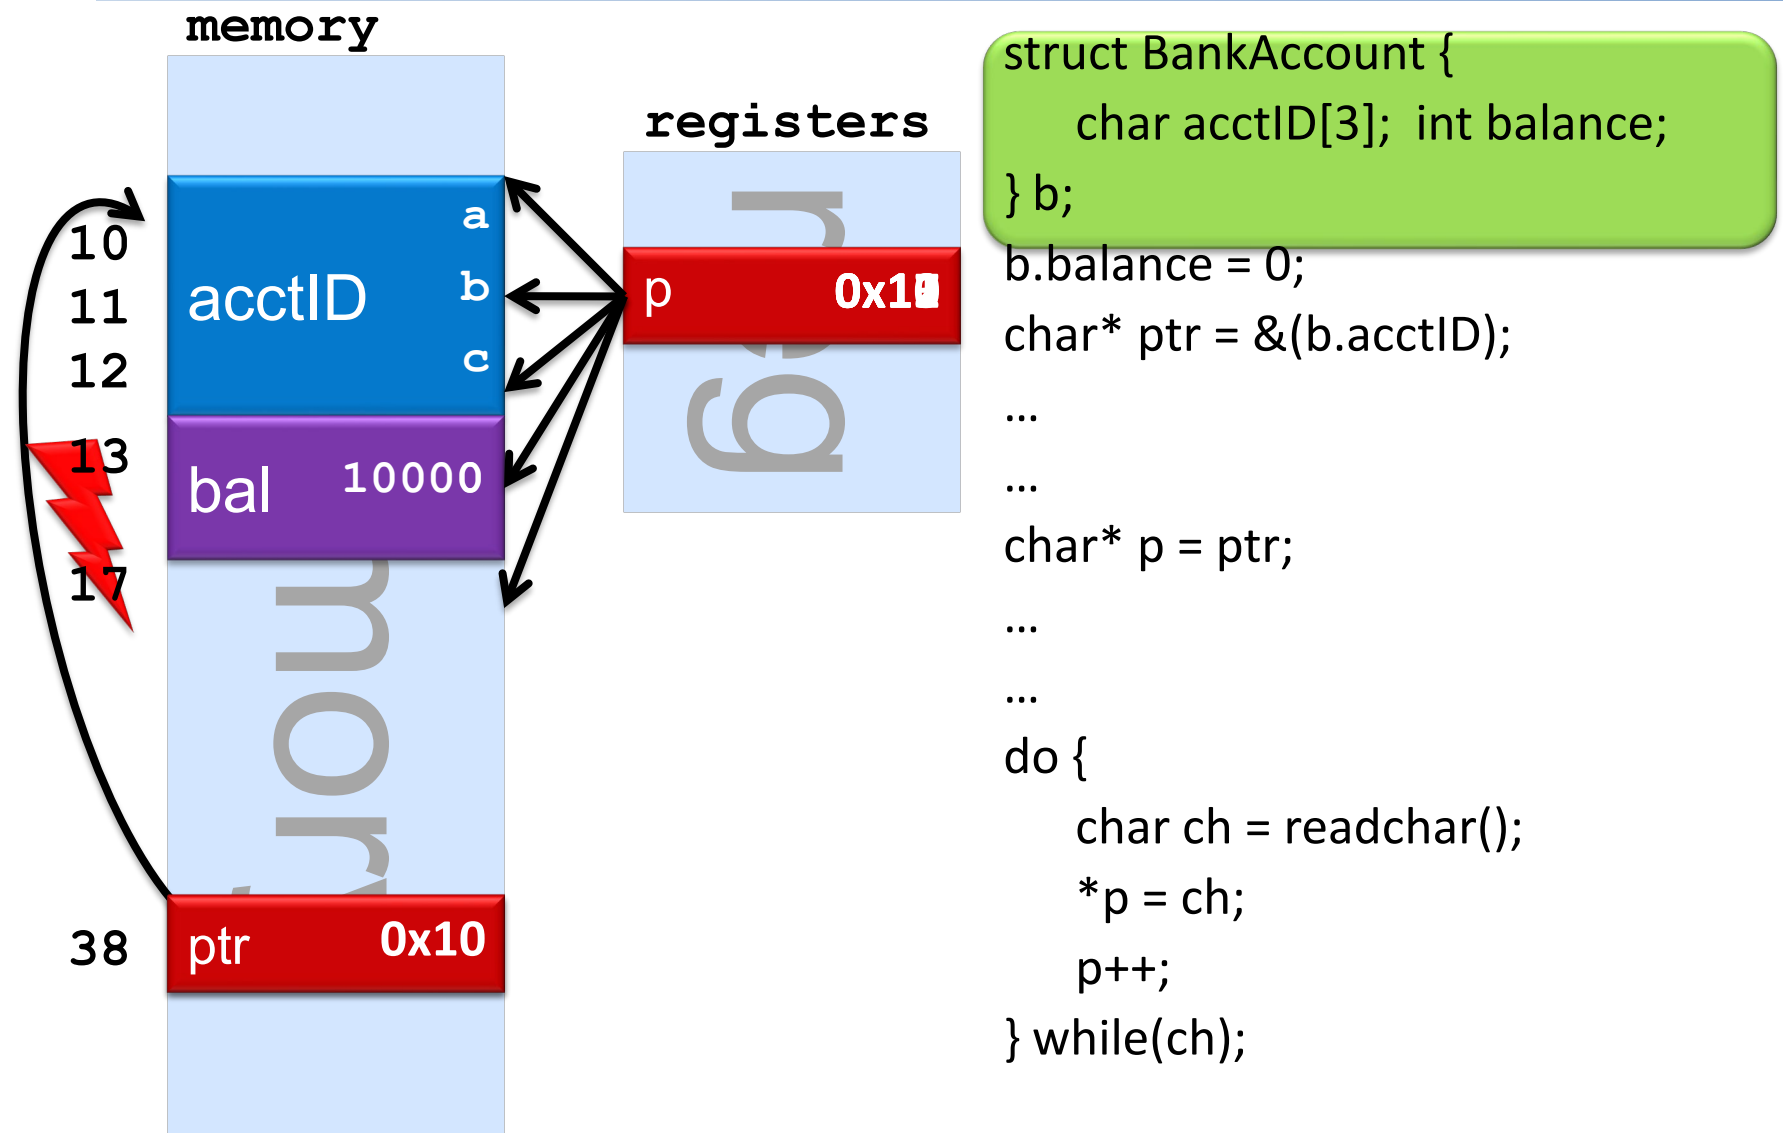 memory
registers
10
11
12
13
17
38
acctID
a
b
c
bal 10000
ptr 0x10
p
reg
struct BankAccount {
char acctID[3]; int balance;
} b;
b.balance = 0;
char* ptr = &(b.acctID);
...
...
char* p = ptr;
...
...
do {
char ch = readchar();
*p = ch;
p++;
} while(ch);